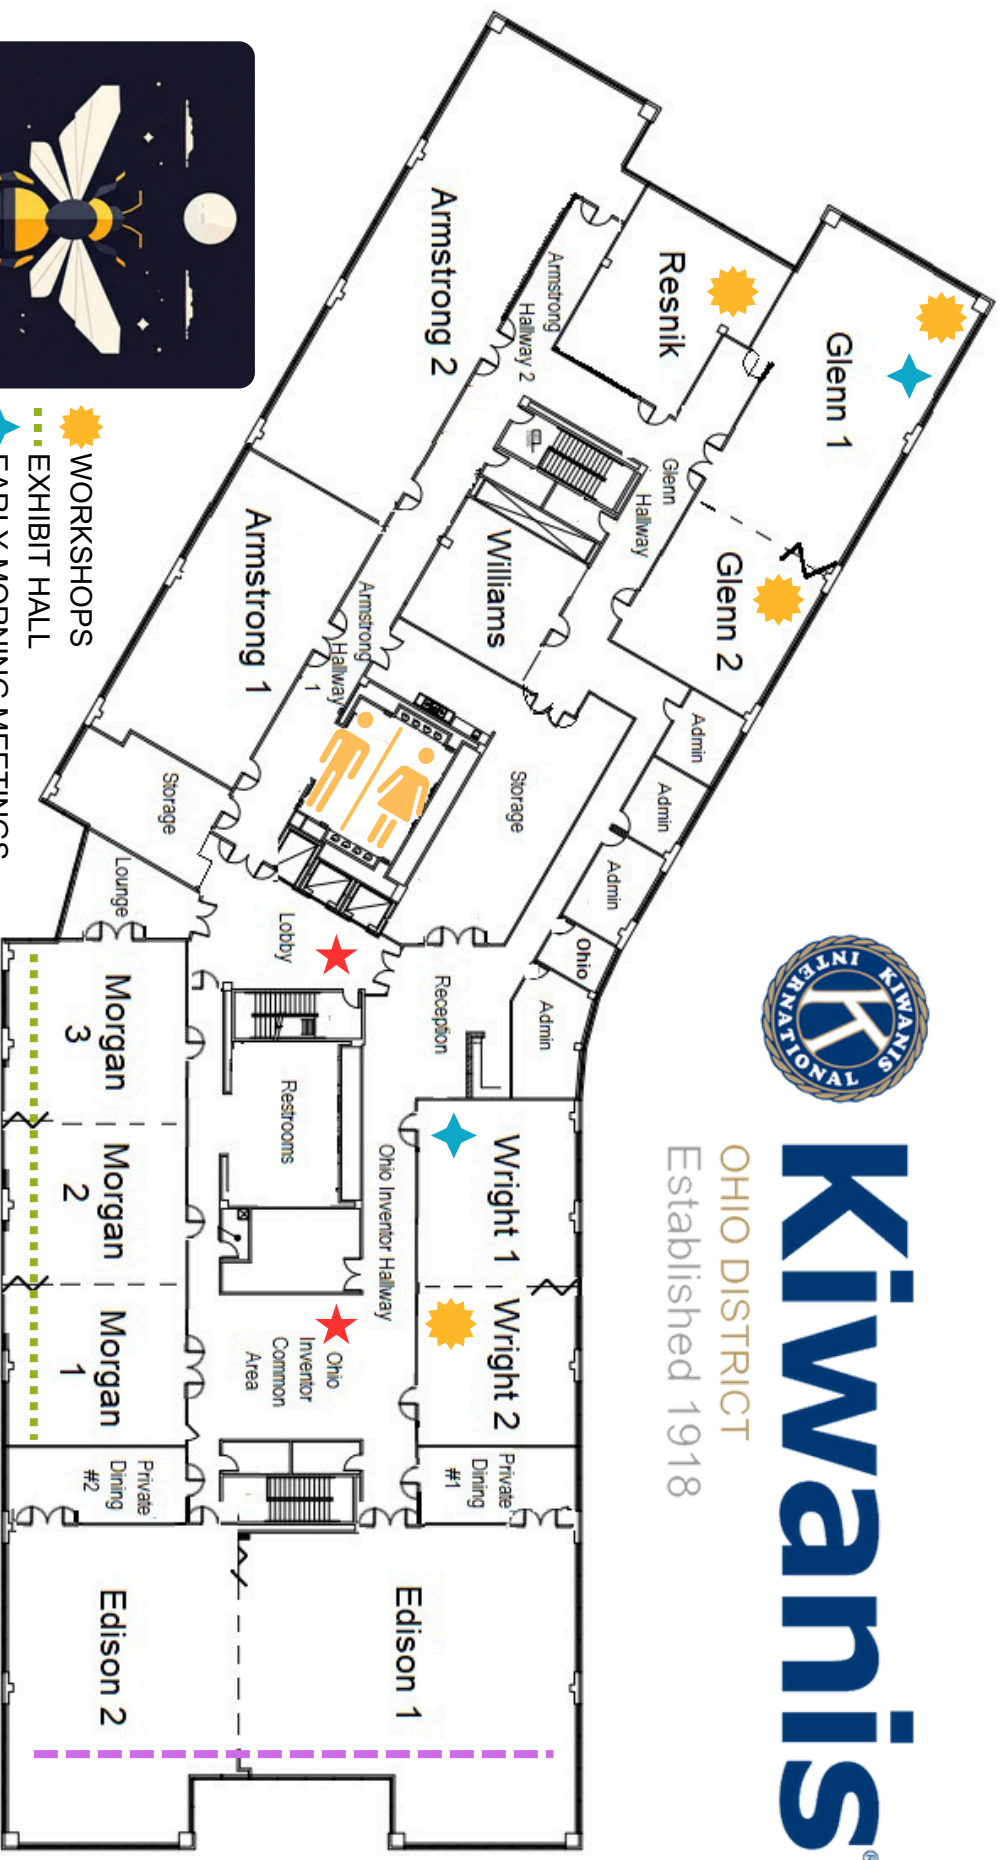 KIWANIS
INTERNATIONAL
K
Kiwanis®
OHIO DISTRICT
Established 1918
Glenn 1
Glenn 2
Resnik
Glenn
Hallway
Armstrong
Hallway 2
Armstrong 2
Williams
Armstrong 1
Armstrong
Hallway
1
Storage
Storage
Admin
Admin
Admin
Ohio
Admin
Lounge
Lobby
Reception
Restrooms
Ohio Inventor Hallway
Wright 1
Wright 2
Morgan
3
Morgan
2
Morgan
1
Ohio
Inventor
Common
Area
Private
Dining
#1
Private
Dining
#2
Edison 1
Edison 2
WORKSHOPS
EXHIBIT HALL
EARLY MORNING MEETINGS